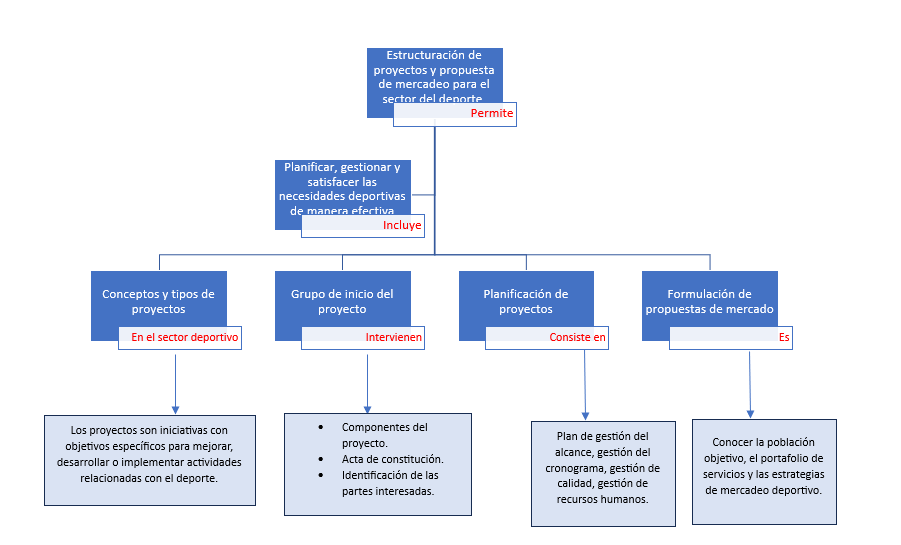 Estructuración de
proyectos y propuesta
de mercadeo para el
sector del deporte
Permite
Planificar, gestionar y
satisfacer las
necesidades deportivas
de manera efectiva
Incluye
Conceptos y tipos de
proyectos
En el sector deportivo
Grupo de inicio del
proyecto
Intervienen
Planificación de
proyectos
Consiste en
Formulación de
propuestas de mercado
Es
Los proyectos son iniciativas con
objetivos específicos para mejorar,
desarrollar o implementar actividades
relacionadas con el deporte.
• Componentes del
proyecto.
• Acta de constitución.
• Identificación de las
partes interesadas.
Plan de gestión del
alcance, gestión del
cronograma, gestión de
calidad, gestión de
recursos humanos.
Conocer la población
objetivo, el portafolio de
servicios y las estrategias
de mercadeo deportivo.